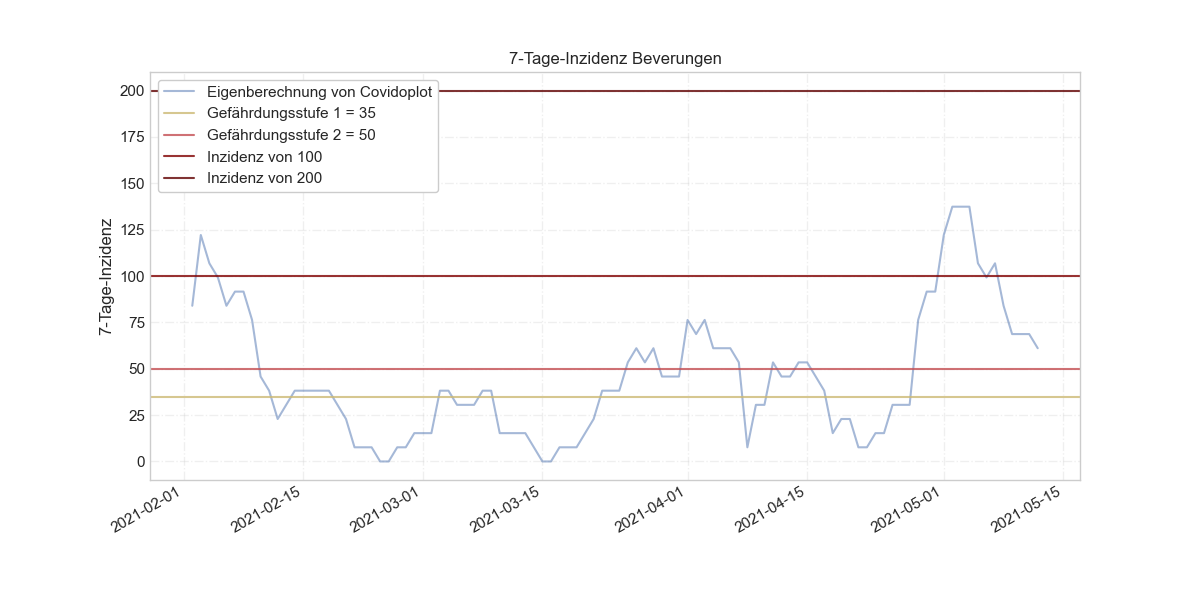 7-Tage-Inzidenz Beverungen
200
175
150
125
100
75
50
25
0
7-Tage-Inzidenz
Eigenberechnung von Covidoplot
Gefährdungsstufe 1 = 35
Gefährdungsstufe 2 = 50
Inzidenz von 100
Inzidenz von 200
2021-02-01
2021-02-15
2021-03-01
2021-03-15
2021-04-01
2021-04-15
2021-05-01
2021-05-15